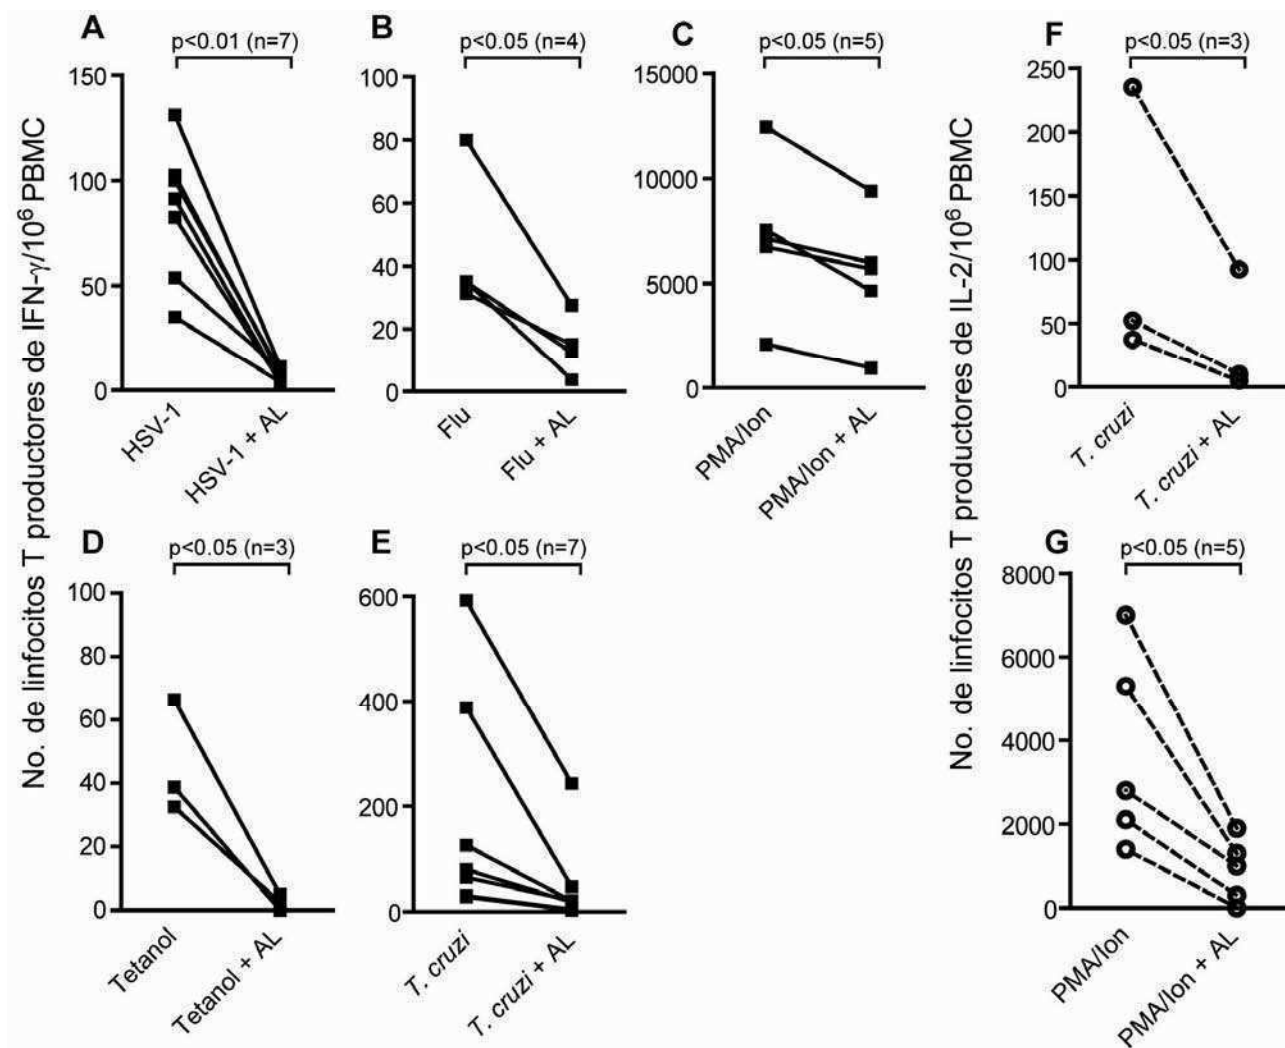 No. de linfocitos T productores de IFN-γ/10⁶ PBMC
A
p<0.01 (n=7)
150
100
50
0
HSV-1
HSV-1 + AL
B
p<0.05 (n=4)
100
80
60
40
20
0
Flu
Flu + AL
C
p<0.05 (n=5)
15000
10000
5000
0
PMA/Ion
PMA/Ion + AL
D
p<0.05 (n=3)
100
80
60
40
20
0
Tetanol
Tetanol + AL
E
p<0.05 (n=7)
600
400
200
0
T. cruzi
T. cruzi + AL
No. de linfocitos T productores de IL-2/10⁶ PBMC
F
p<0.05 (n=3)
250
200
150
100
50
0
T. cruzi
T. cruzi + AL
G
p<0.05 (n=5)
8000
6000
4000
2000
0
PMA/Ion
PMA/Ion + AL